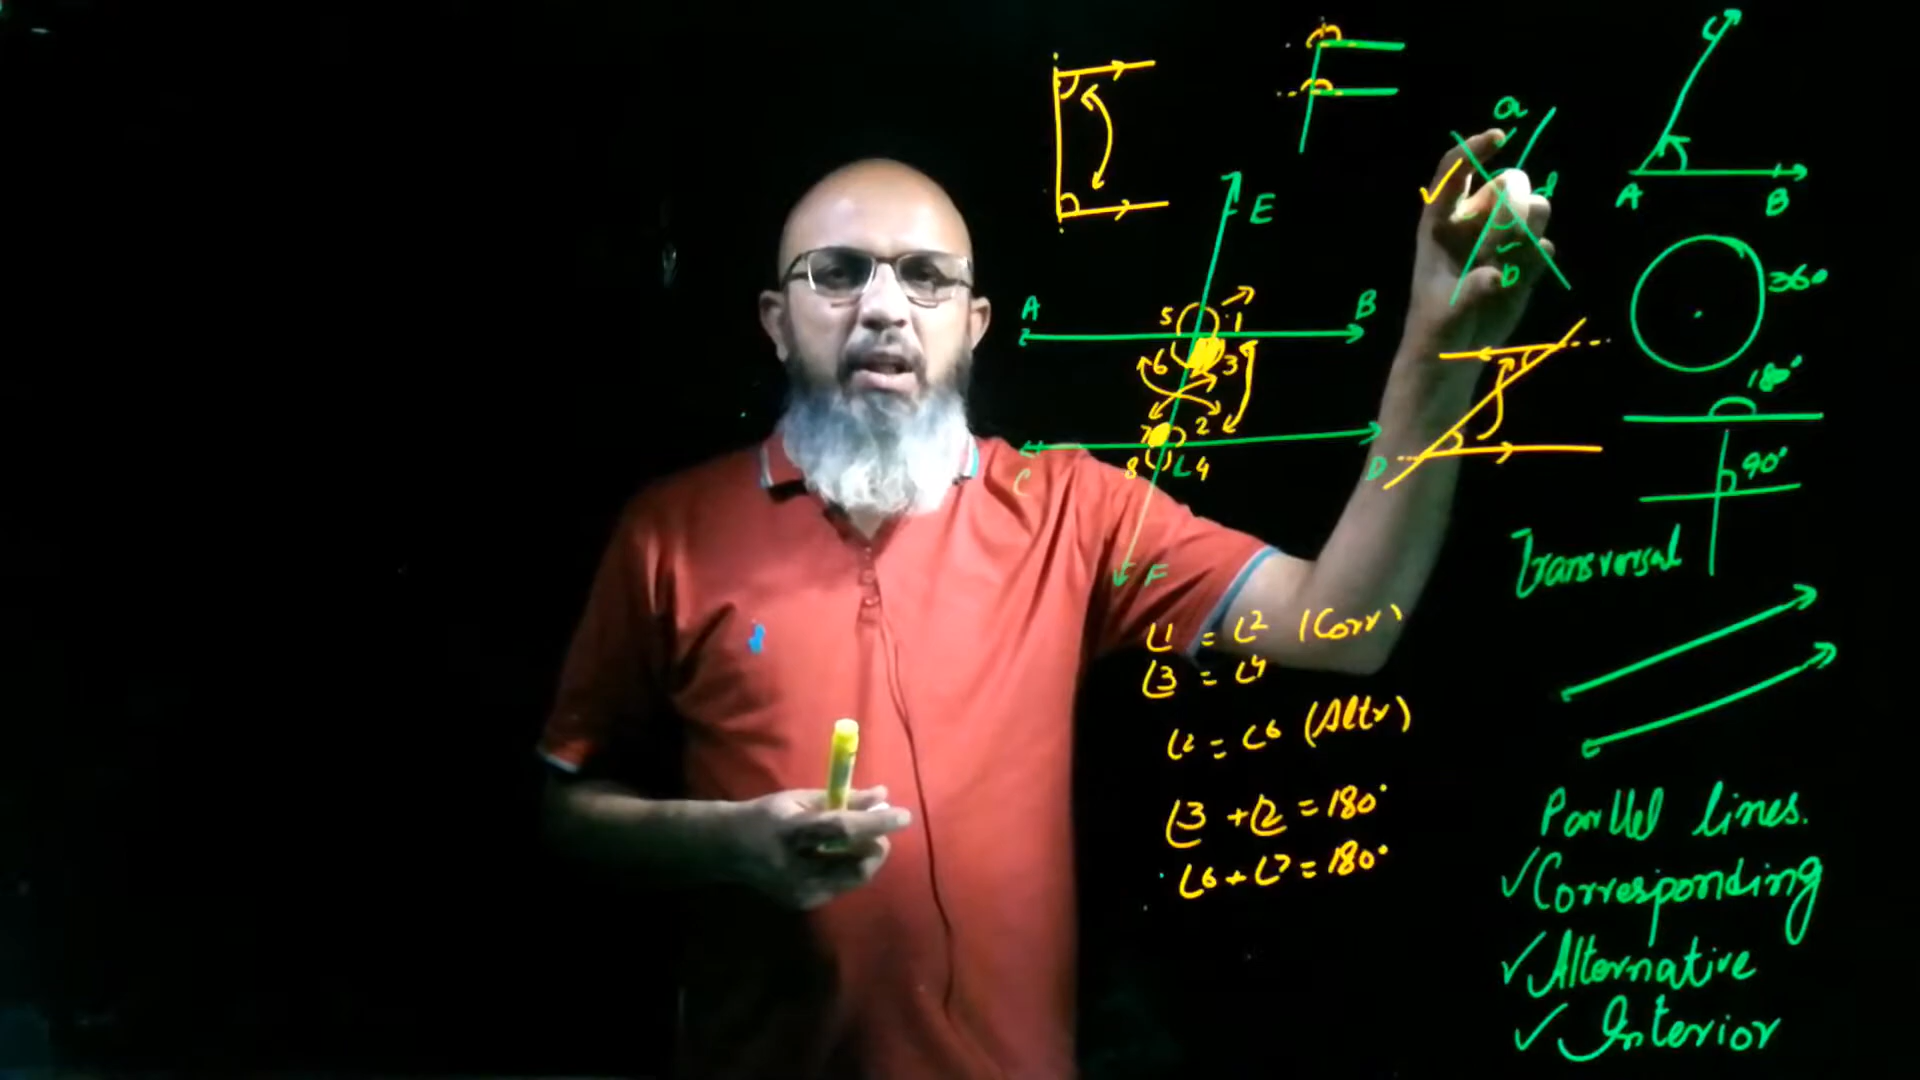 C
a
d
b
A B
360
180°
90°
E
A B
5 1
6 3
7 2
8 4
C D
F
Transversal
∠1 = ∠2 (Corr)
∠3 = ∠4
∠2 = ∠6 (Altr)
∠3 + ∠2 = 180°
∠6 + ∠7 = 180°
Parllel lines.
✓ Corresponding
✓ Alternative
✓ Interior